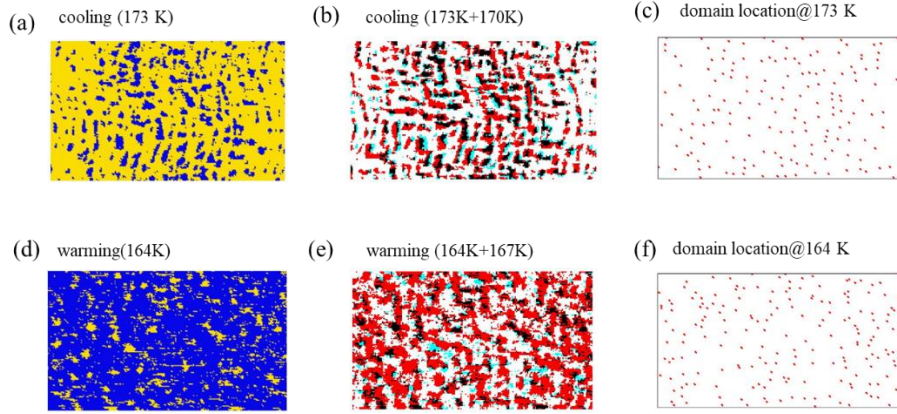 (a) cooling (173 K)
(b) cooling (173K+170K)
(c) domain location@173 K
(d) warming(164K)
(e) warming (164K+167K)
(f) domain location@164 K